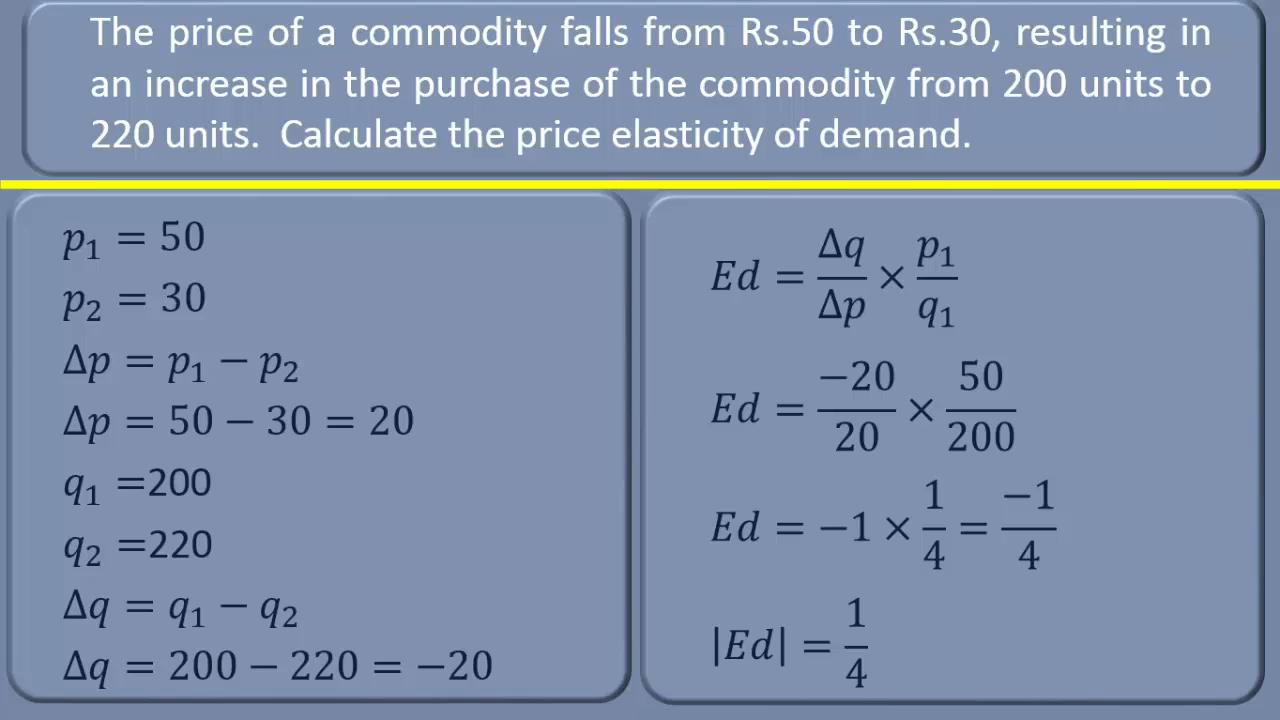 The price of a commodity falls from Rs.50 to Rs.30, resulting in
an increase in the purchase of the commodity from 200 units to
220 units. Calculate the price elasticity of demand.
p₁ = 50
p₂ = 30
Δp = p₁ − p₂
Δp = 50 − 30 = 20
q₁ =200
q₂ =220
Δq = q₁ − q₂
Δq = 200 − 220 = −20
Ed = Δq/Δp × p₁/q₁
Ed = −20/20 × 50/200
Ed = −1 × 1/4 = −1/4
|Ed| = 1/4